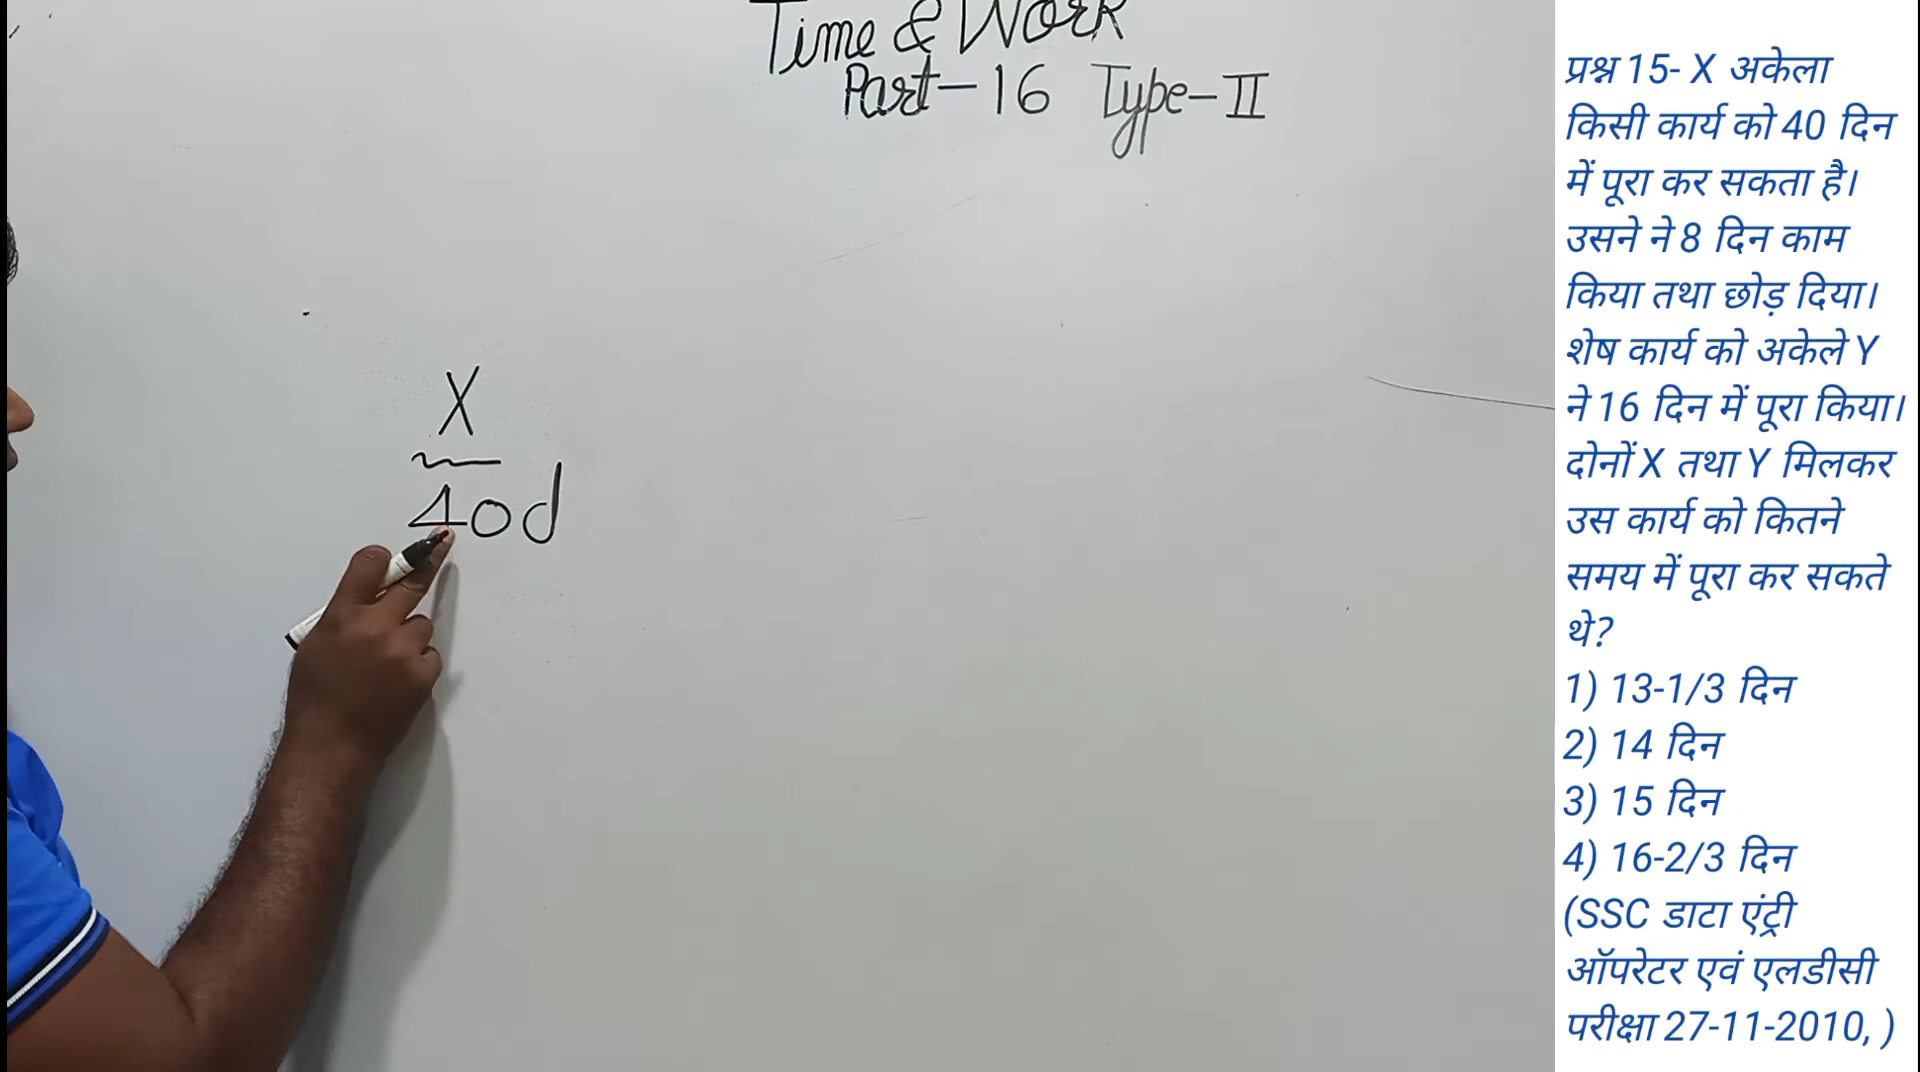 Time & Work
Part-16 Type-II
X
40d
प्रश्न 15- X अकेला
किसी कार्य को 40 दिन
में पूरा कर सकता है।
उसने ने 8 दिन काम
किया तथा छोड़ दिया।
शेष कार्य को अकेले Y
ने 16 दिन में पूरा किया।
दोनों X तथा Y मिलकर
उस कार्य को कितने
समय में पूरा कर सकते
थे?
1) 13-1/3 दिन
2) 14 दिन
3) 15 दिन
4) 16-2/3 दिन
(SSC डाटा एंट्री
ऑपरेटर एवं एलडीसी
परीक्षा 27-11-2010, )